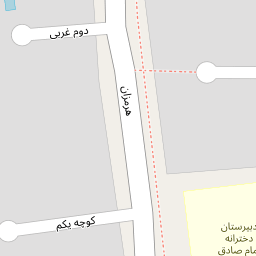 دوم غربی
هرمزان
کوچه یکم
دبیرستان
دخترانه
امام صادق